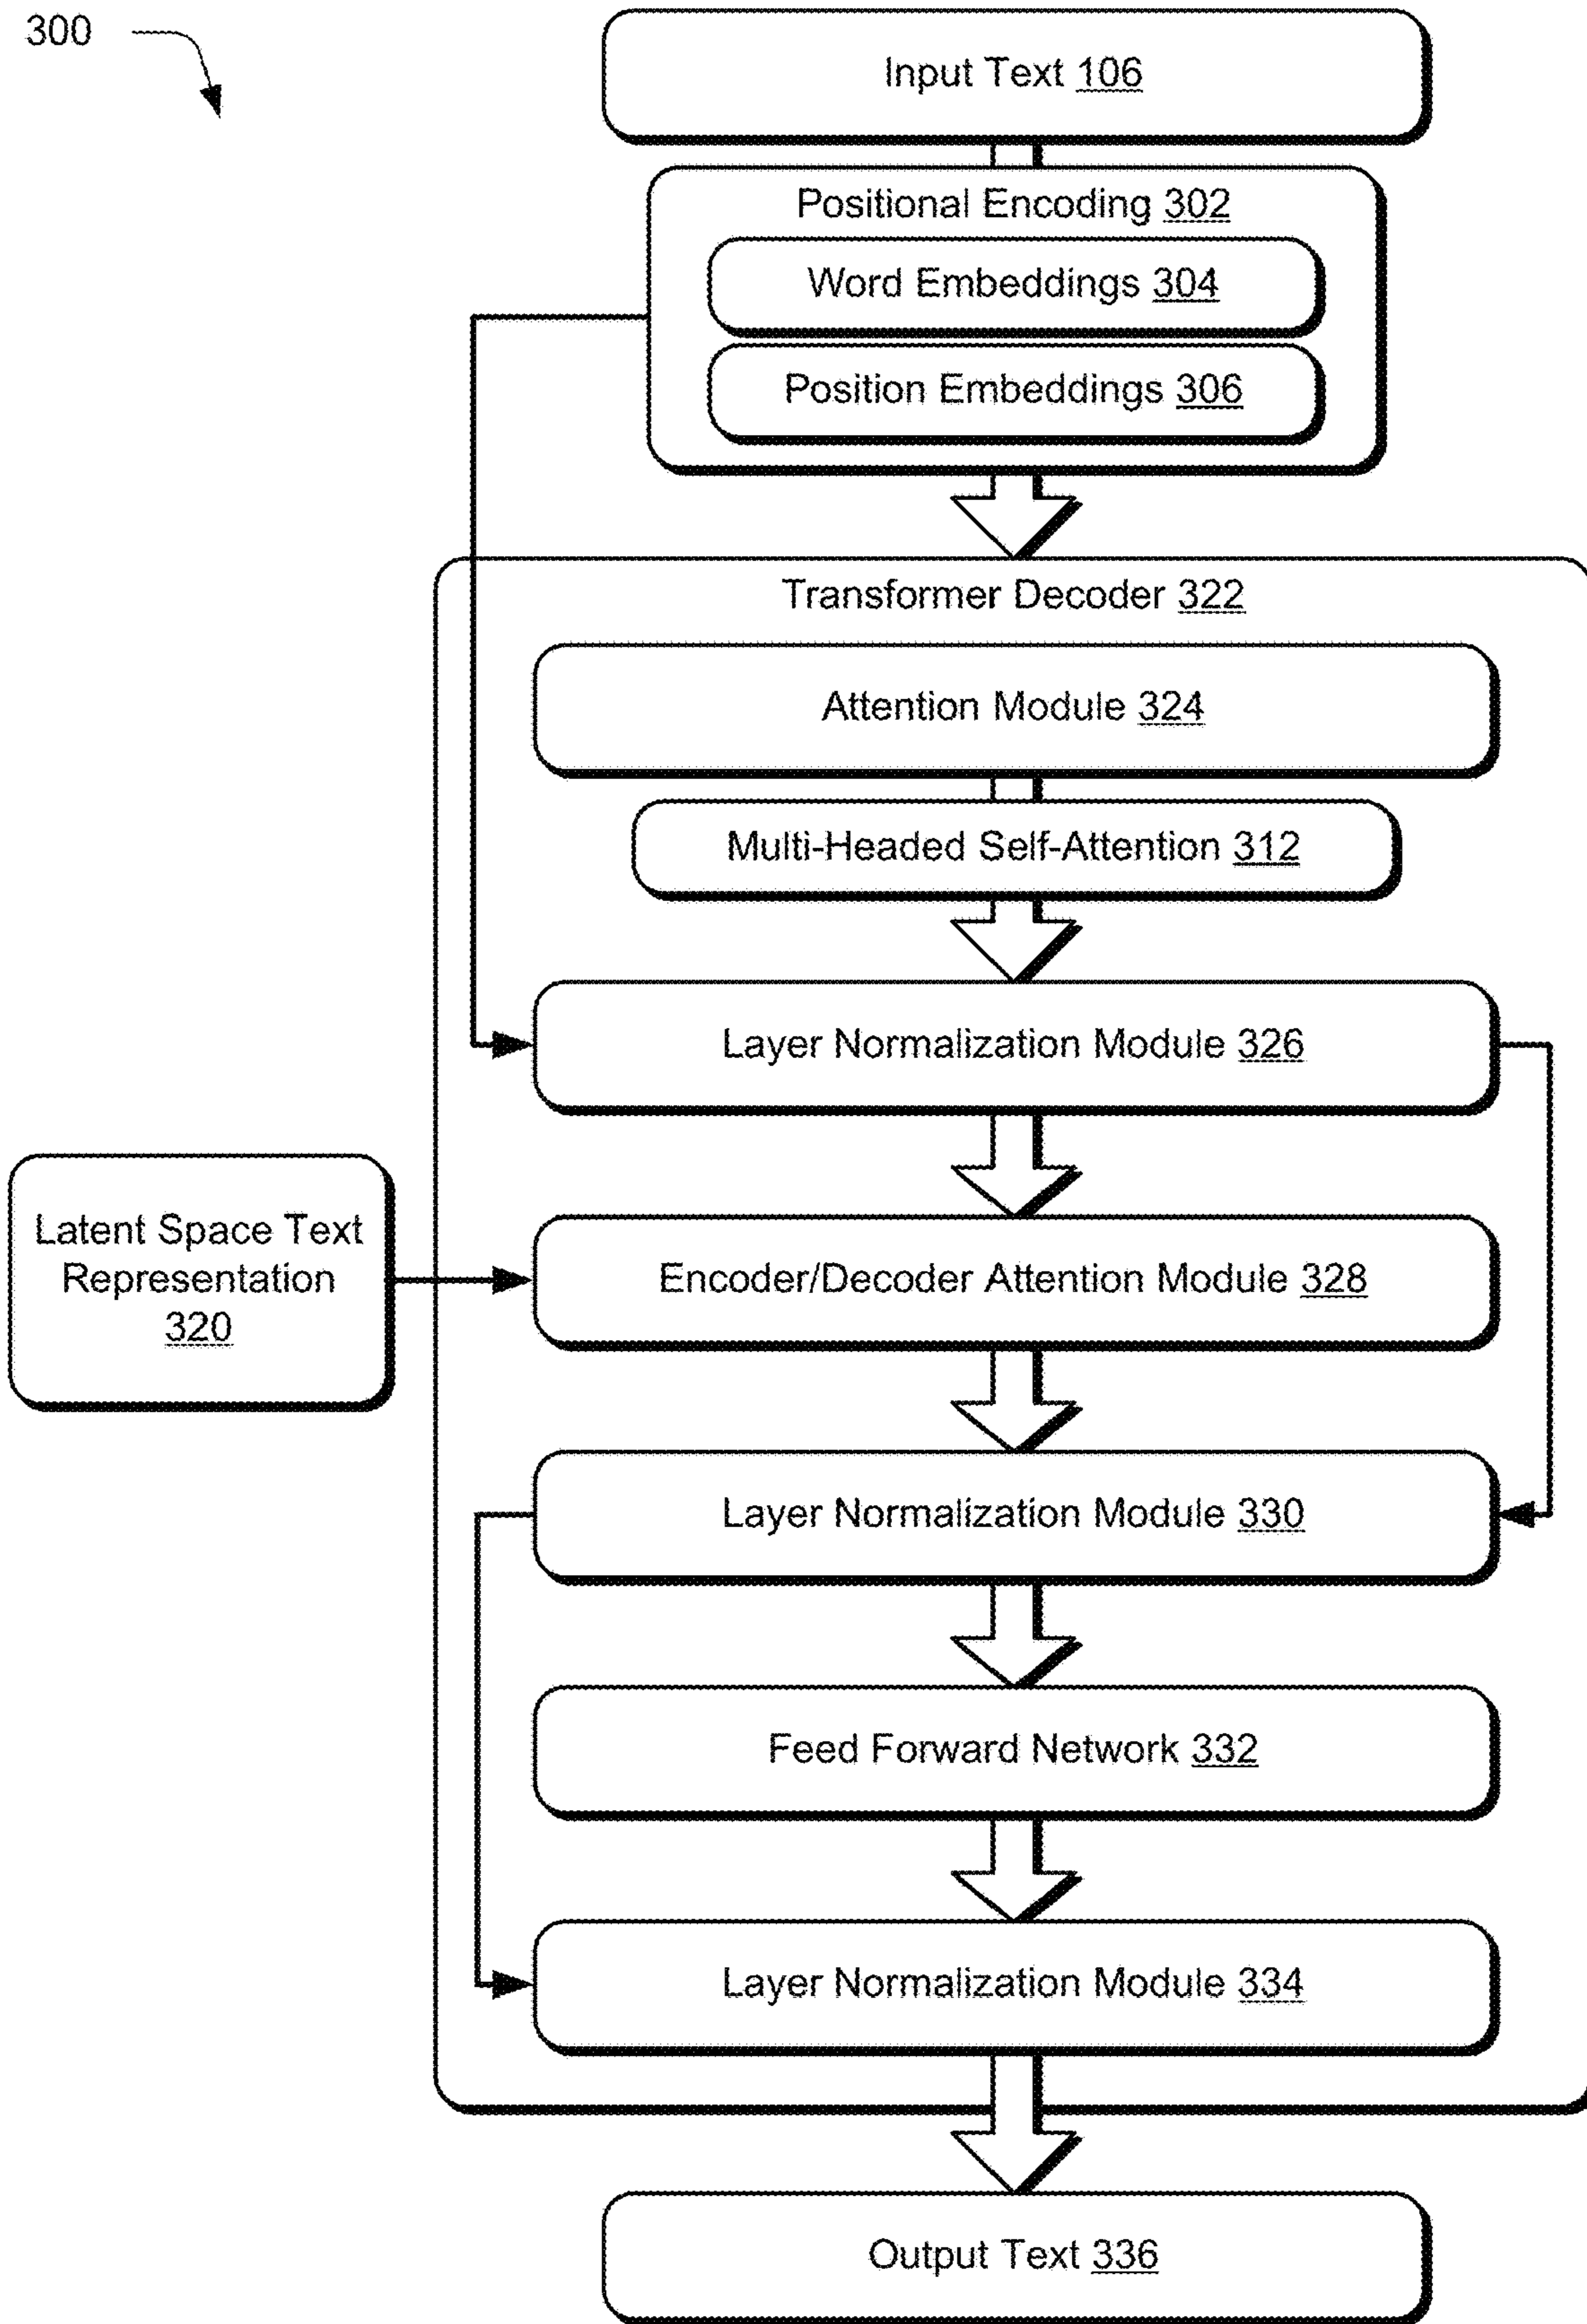 300
Input Text 106
Positional Encoding 302
Word Embeddings 304
Position Embeddings 306
Transformer Decoder 322
Attention Module 324
Multi-Headed Self-Attention 312
Layer Normalization Module 326
Latent Space Text
Representation
320
Encoder/Decoder Attention Module 328
Layer Normalization Module 330
Feed Forward Network 332
Layer Normalization Module 334
Output Text 336